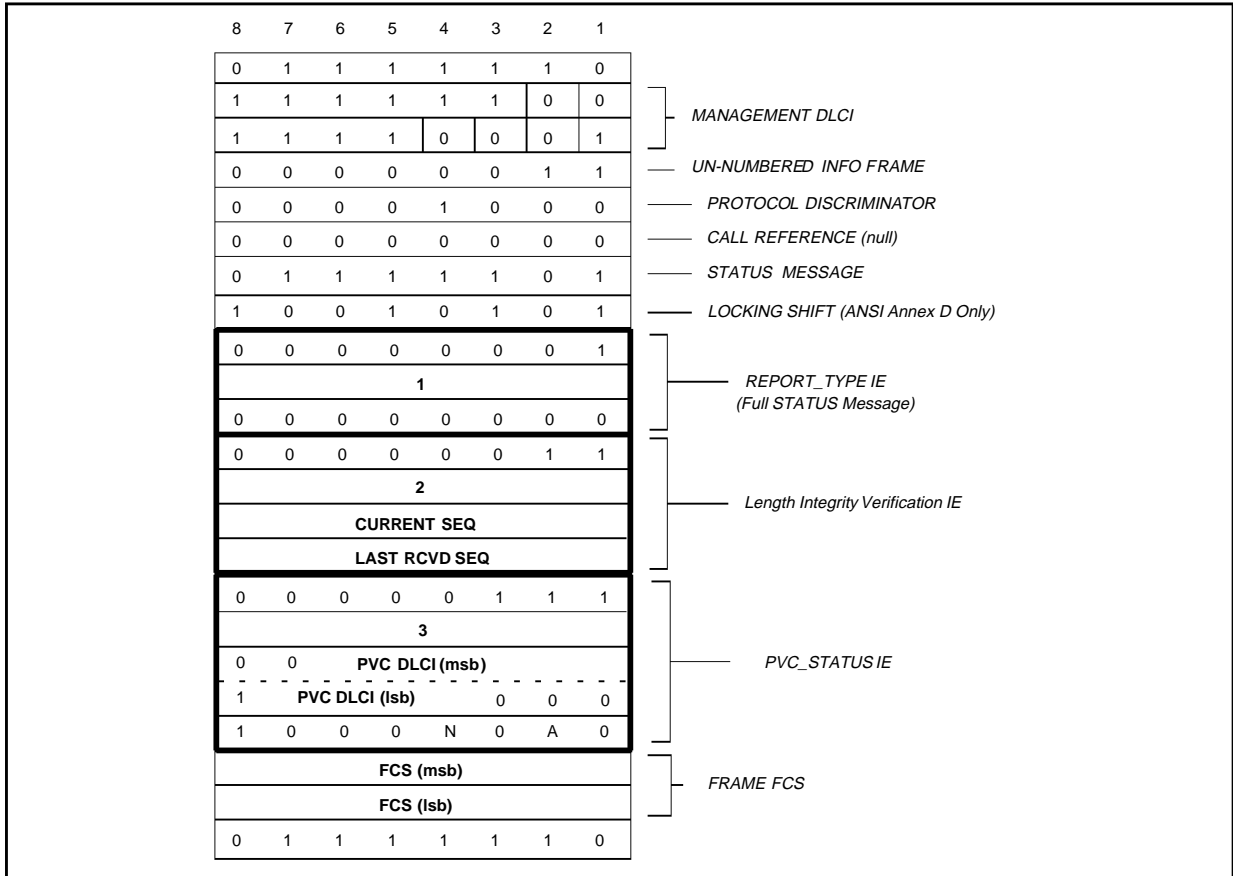 8 7 6 5 4 3 2 1
0 1 1 1 1 1 1 0
1 1 1 1 1 1 0 0
MANAGEMENT DLCI
1 1 1 1 0 0 0 1
0 0 0 0 0 0 1 1 UN-NUMBERED INFO FRAME
0 0 0 0 1 0 0 0 PROTOCOL DISCRIMINATOR
0 0 0 0 0 0 0 0 CALL REFERENCE (null)
0 1 1 1 1 1 0 1 STATUS MESSAGE
1 0 0 1 0 1 0 1 LOCKING SHIFT (ANSI Annex D Only)
0 0 0 0 0 0 0 1
1 REPORT_TYPE IE
(Full STATUS Message)
0 0 0 0 0 0 0 0
0 0 0 0 0 0 1 1
2
Length Integrity Verification IE
CURRENT SEQ
LAST RCVD SEQ
0 0 0 0 0 1 1 1
3
0 0 PVC DLCI (msb) PVC_STATUS IE
1 PVC DLCI (lsb) 0 0 0
1 0 0 0 N 0 A 0
FCS (msb)
FRAME FCS
FCS (lsb)
0 1 1 1 1 1 1 0